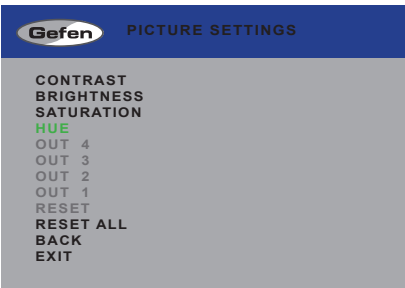 Gefen PICTURE SETTINGS
CONTRAST
BRIGHTNESS
SATURATION
HUE
OUT 4
OUT 3
OUT 2
OUT 1
RESET
RESET ALL
BACK
EXIT